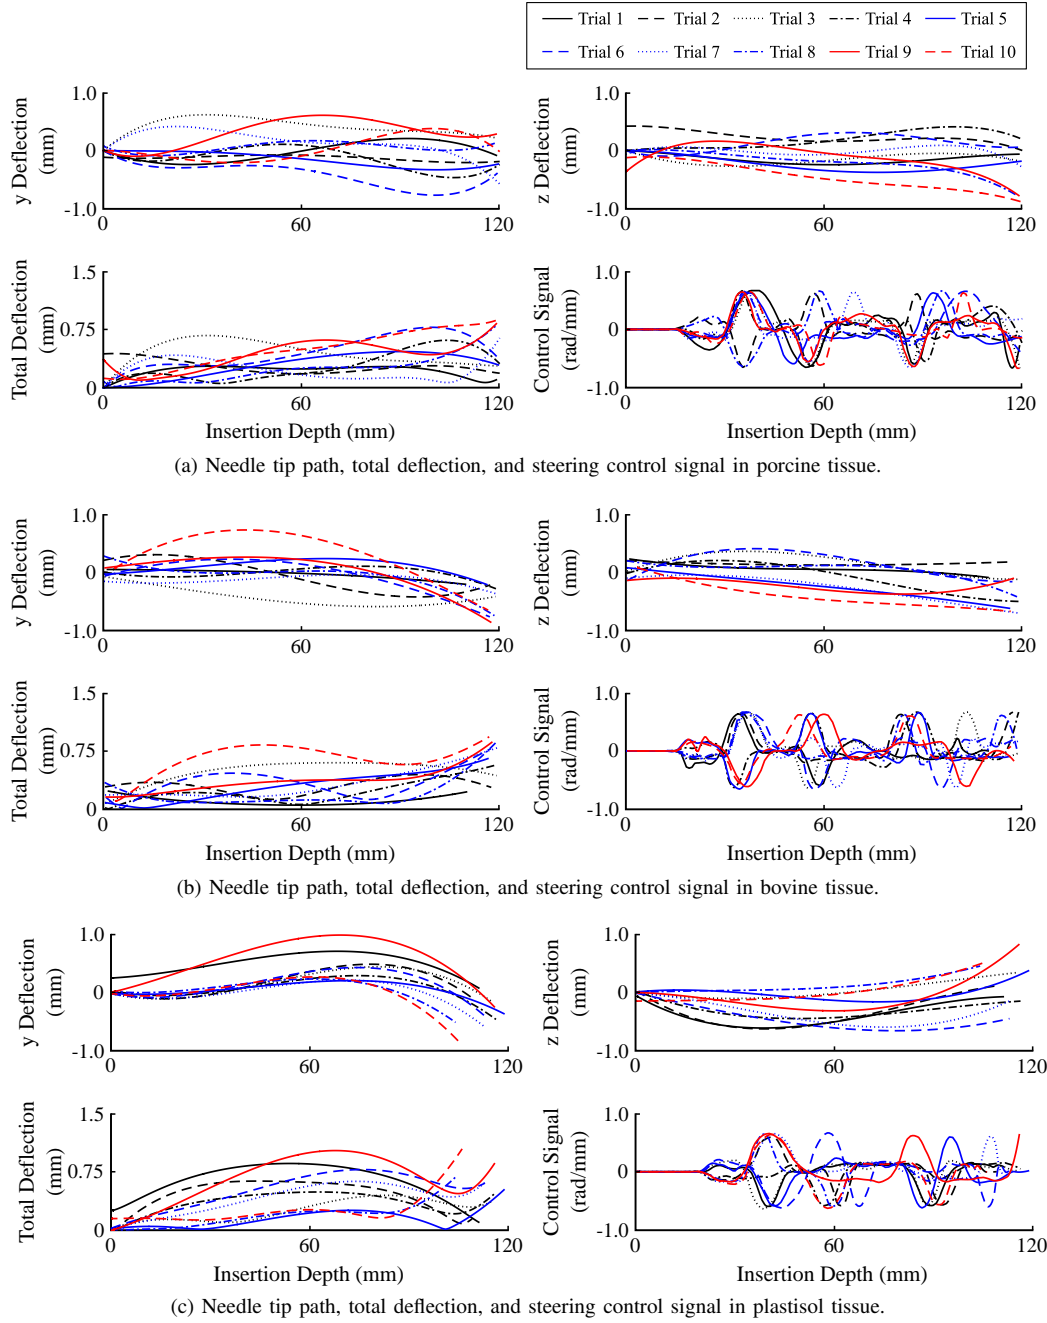 Trial 1 Trial 2 Trial 3 Trial 4 Trial 5
Trial 6 Trial 7 Trial 8 Trial 9 Trial 10
y Deflection
(mm)
1.0
0
-1.0
0 60 120
z Deflection
(mm)
1.0
0
-1.0
0 60 120
Total Deflection
(mm)
1.5
0.75
0
0 60 120
Insertion Depth (mm)
Control Signal
(rad/mm)
1.0
0
-1.0
0 60 120
Insertion Depth (mm)
(a) Needle tip path, total deflection, and steering control signal in porcine tissue.
y Deflection
(mm)
1.0
0
-1.0
0 60 120
z Deflection
(mm)
1.0
0
-1.0
0 60 120
Total Deflection
(mm)
1.5
0.75
0
0 60 120
Insertion Depth (mm)
Control Signal
(rad/mm)
1.0
0
-1.0
0 60 120
Insertion Depth (mm)
(b) Needle tip path, total deflection, and steering control signal in bovine tissue.
y Deflection
(mm)
1.0
0
-1.0
0 60 120
z Deflection
(mm)
1.0
0
-1.0
0 60 120
Total Deflection
(mm)
1.5
0.75
0
0 60 120
Insertion Depth (mm)
Control Signal
(rad/mm)
1.0
0
-1.0
0 60 120
Insertion Depth (mm)
(c) Needle tip path, total deflection, and steering control signal in plastisol tissue.